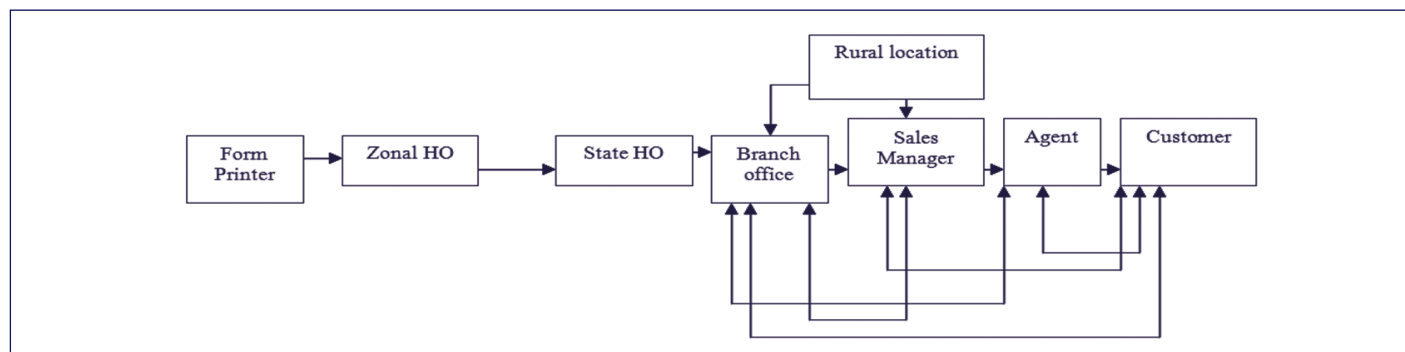 Rural location
Form
Printer
Zonal HO
State HO
Branch
office
Sales
Manager
Agent
Customer